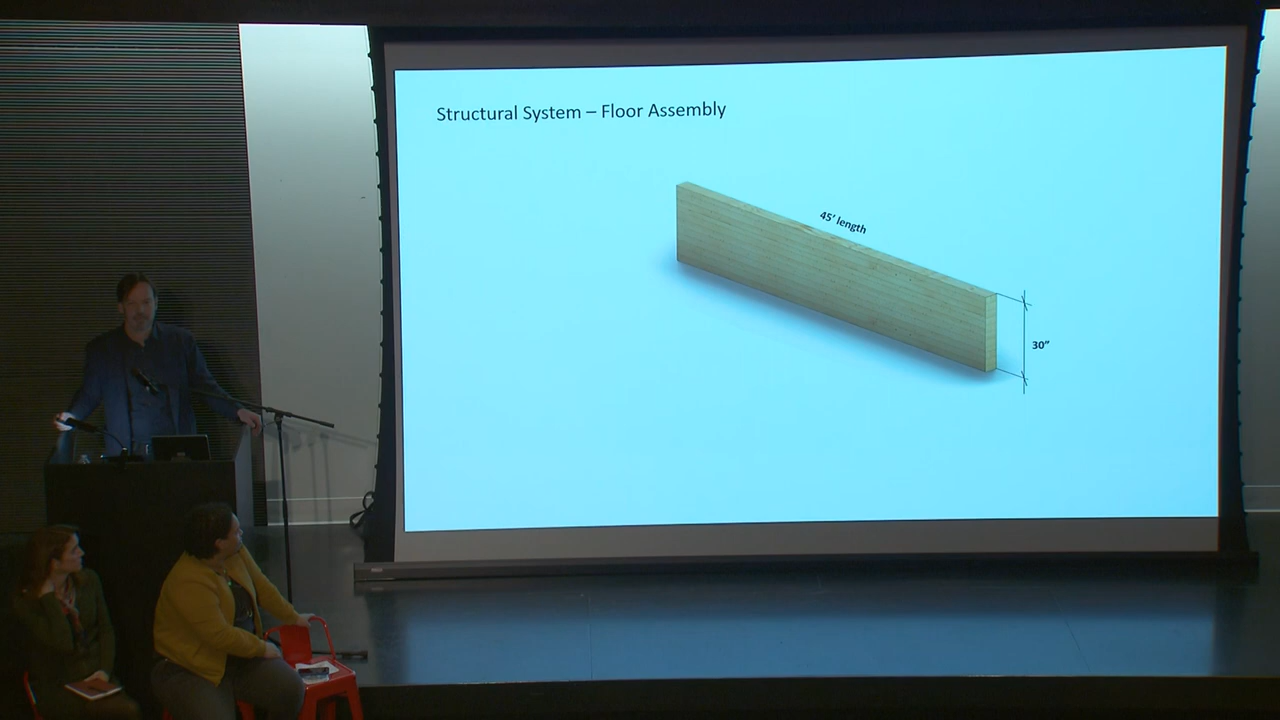 Structural System – Floor Assembly
45’ length
30”